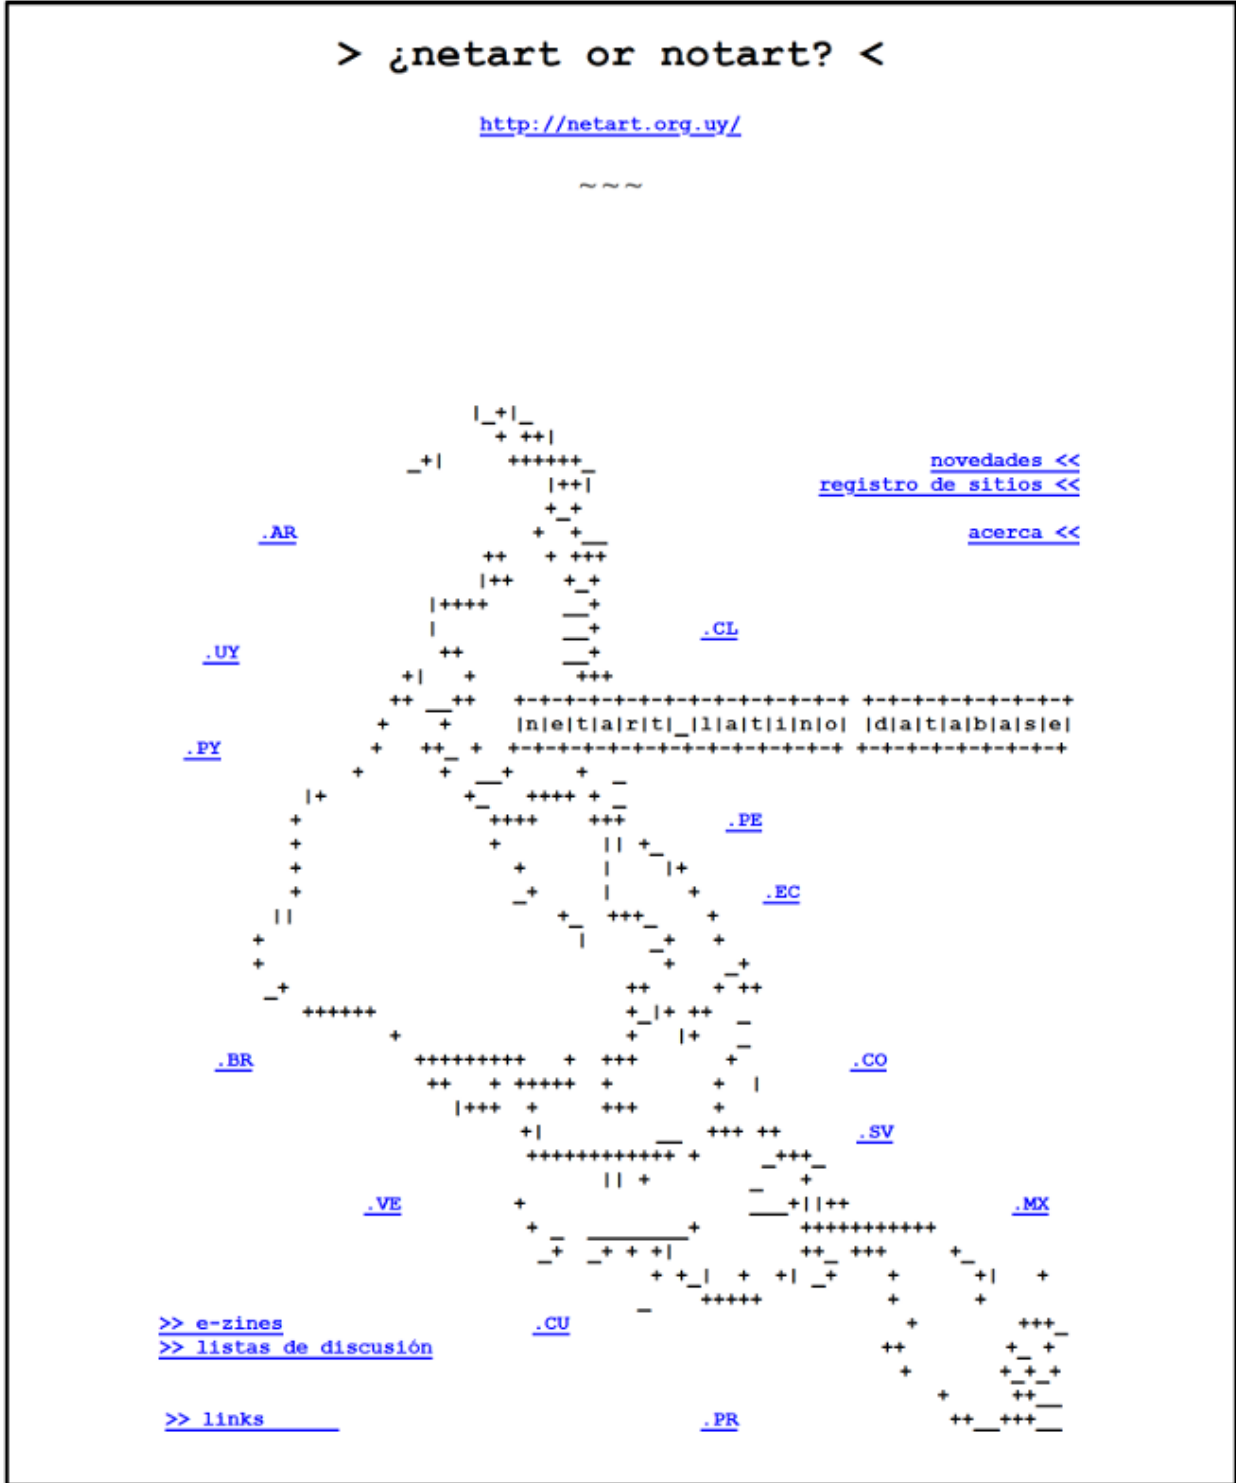 > ¿netart or notart? <
http://netart.org.uy/
~~~
novedades <<
registro de sitios <<
.AR
acerca <<
.CL
.UY
|n|e|t|a|r|t|_|l|a|t|i|n|o| |d|a|t|a|b|a|s|e|
.PY
.PE
.EC
.BR
.CO
.SV
.VE
.MX
>> e-zines
.CU
>> listas de discusión
>> links
.PR